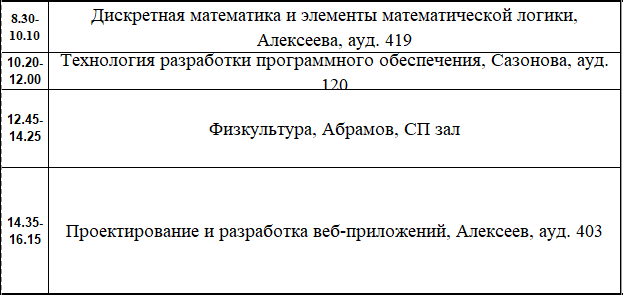 8.30-
10.10
Дискретная математика и элементы математической логики,
Алексеева, ауд. 419
10.20-
12.00
Технология разработки программного обеспечения, Сазонова, ауд.
120
12.45-
14.25
Физкультура, Абрамов, СП зал
14.35-
16.15
Проектирование и разработка веб-приложений, Алексеев, ауд. 403